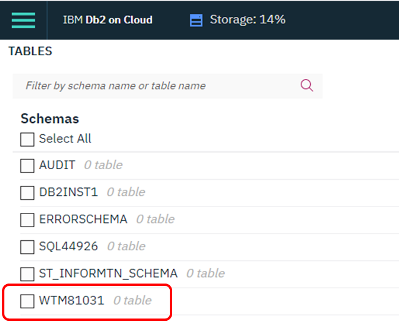 IBM Db2 on Cloud Storage: 14%
TABLES
Filter by schema name or table name
Schemas
Select All
AUDIT 0 table
DB2INST1 0 table
ERRORSCHEMA 0 table
SQL44926 0 table
ST_INFORMTN_SCHEMA 0 table
WTM81031 0 table